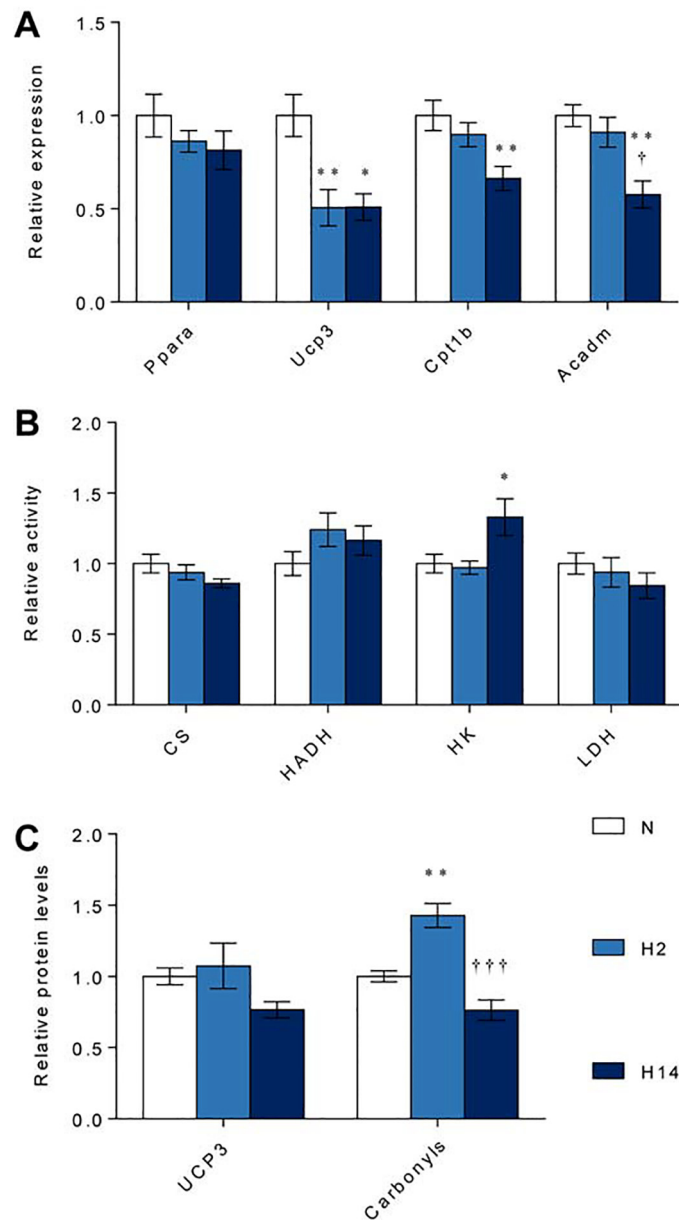 A
Relative expression
1.5
1.0
0.5
0.0
** * ** **
†
Ppara Ucp3 Cpt1b Acadm
B
Relative activity
2.0
1.5
1.0
0.5
0.0
*
CS HADH HK LDH
C
Relative protein levels
2.0
1.5
1.0
0.5
0.0
**
†††
UCP3 Carbonyls
N
H2
H14